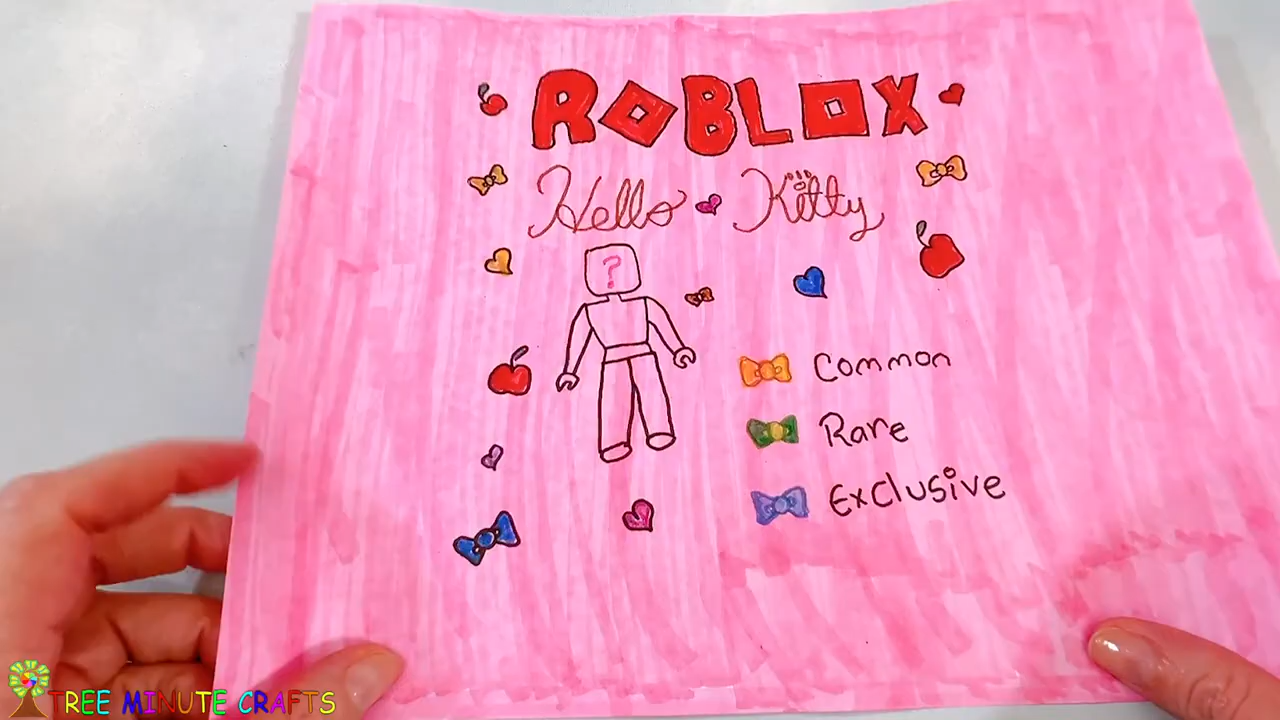 ROBLOX
Hello Kitty
?
Common
Rare
Exclusive
TREE MINUTE CRAFTS